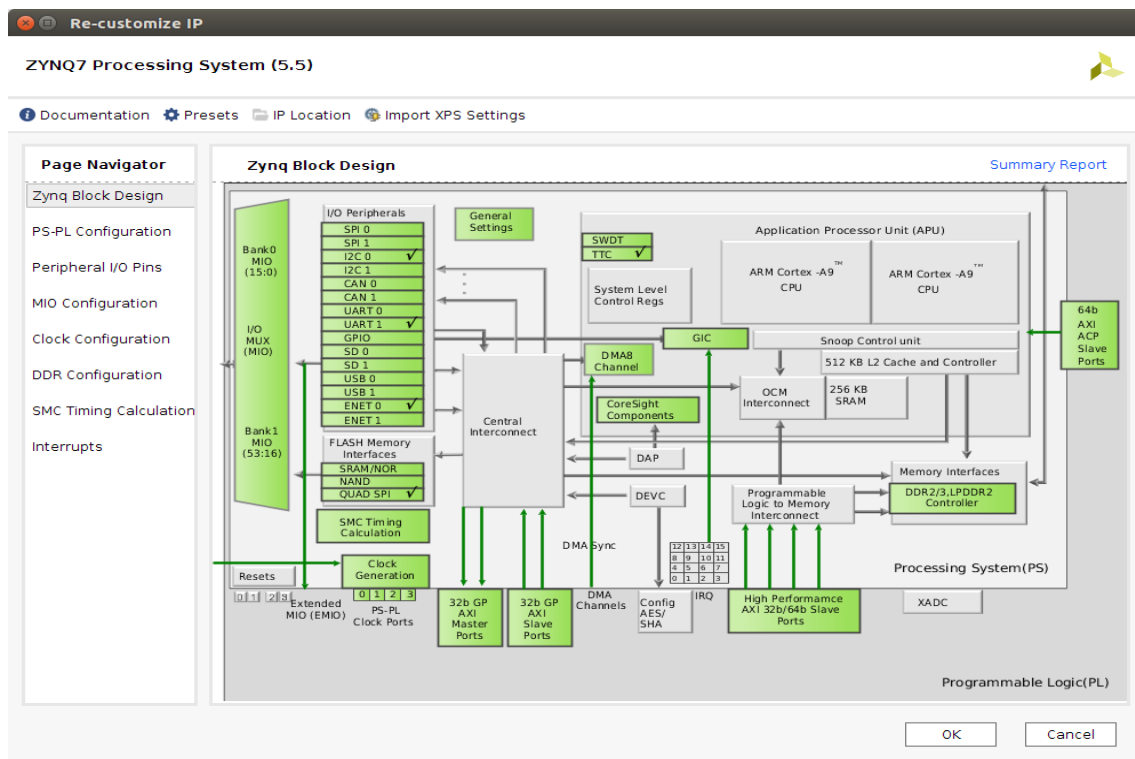 Re-customize IP
ZYNQ7 Processing System (5.5)
Documentation Presets IP Location Import XPS Settings
Page Navigator
Zynq Block Design
PS-PL Configuration
Peripheral I/O Pins
MIO Configuration
Clock Configuration
DDR Configuration
SMC Timing Calculation
Interrupts
Zynq Block Design
Summary Report
Bank0
MIO
(15:0)
I/O
MUX
(MIO)
Bank1
MIO
(53:16)
I/O Peripherals
SPI 0
SPI 1
I2C 0
I2C 1
CAN 0
CAN 1
UART 0
UART 1
GPIO
SD 0
SD 1
USB 0
USB 1
ENET 0
ENET 1
FLASH Memory
Interfaces
SRAM/NOR
NAND
QUAD SPI
SMC Timing
Calculation
General
Settings
Application Processor Unit (APU)
SWDT
TTC
System Level
Control Regs
ARM Cortex -A9 ™
CPU
ARM Cortex -A9 ™
CPU
GIC
Snoop Control unit
512 KB L2 Cache and Controller
DMA8
Channel
OCM
Interconnect
256 KB
SRAM
CoreSight
Components
Central
Interconnect
DAP
DEVC
Programmable
Logic to Memory
Interconnect
Memory Interfaces
DDR2/3,LPDDR2
Controller
64b
AXI
ACP
Slave
Ports
DMA Sync
12 13 14 15
8 9 10 11
4 5 6 7
0 1 2 3
Processing System(PS)
Resets
0 1 2 3
Clock
Generation
0 1 2 3
Extended
MIO (EMIO)
PS-PL
Clock Ports
32b GP
AXI
Master
Ports
32b GP
AXI
Slave
Ports
DMA
Channels
Config
AES/
SHA
IRQ
High Performamce
AXI 32b/64b Slave
Ports
XADC
Programmable Logic(PL)
OK
Cancel